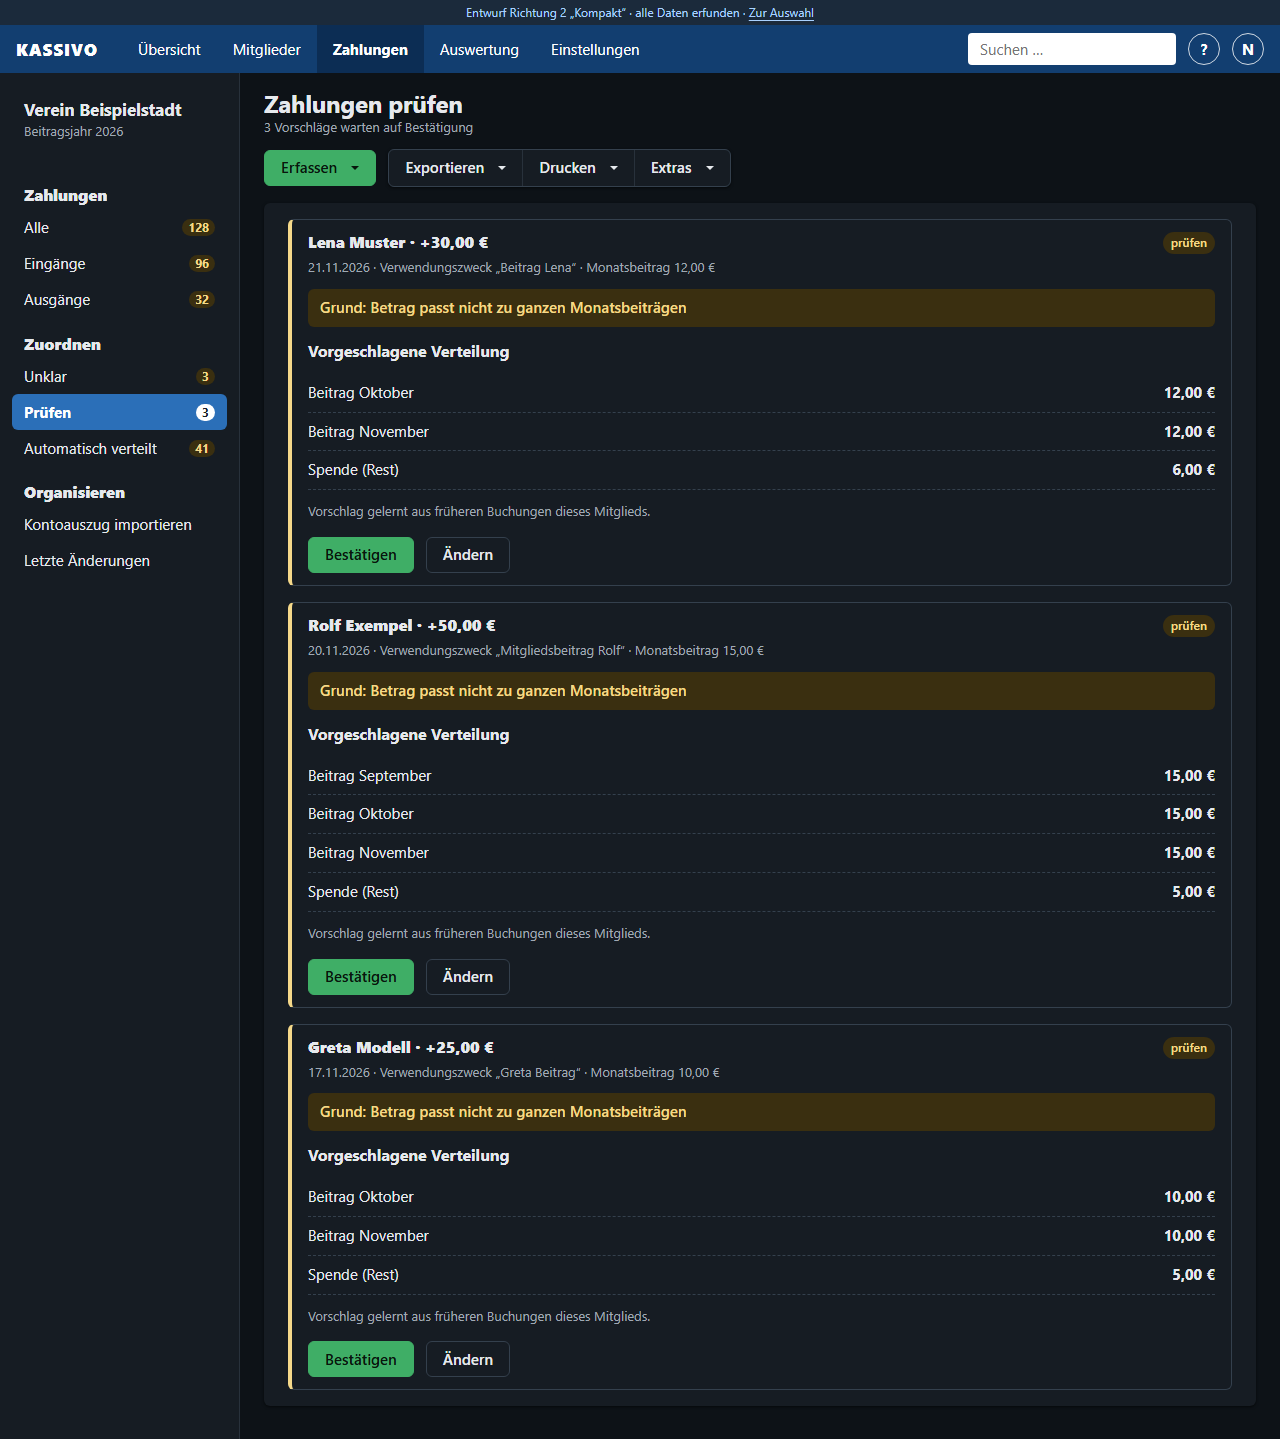 Entwurf Richtung 2 „Kompakt“ · alle Daten erfunden · Zur Auswahl
KASSIVO Übersicht Mitglieder Zahlungen Auswertung Einstellungen Suchen … ? N
Verein Beispielstadt
Beitragsjahr 2026
Zahlungen
Alle 128
Eingänge 96
Ausgänge 32
Zuordnen
Unklar 3
Prüfen 3
Automatisch verteilt 41
Organisieren
Kontoauszug importieren
Letzte Änderungen
Zahlungen prüfen
3 Vorschläge warten auf Bestätigung
Erfassen Exportieren Drucken Extras
Lena Muster · +30,00 € prüfen
21.11.2026 · Verwendungszweck „Beitrag Lena“ · Monatsbeitrag 12,00 €
Grund: Betrag passt nicht zu ganzen Monatsbeiträgen
Vorgeschlagene Verteilung
Beitrag Oktober 12,00 €
Beitrag November 12,00 €
Spende (Rest) 6,00 €
Vorschlag gelernt aus früheren Buchungen dieses Mitglieds.
Bestätigen Ändern
Rolf Exempel · +50,00 € prüfen
20.11.2026 · Verwendungszweck „Mitgliedsbeitrag Rolf“ · Monatsbeitrag 15,00 €
Grund: Betrag passt nicht zu ganzen Monatsbeiträgen
Vorgeschlagene Verteilung
Beitrag September 15,00 €
Beitrag Oktober 15,00 €
Beitrag November 15,00 €
Spende (Rest) 5,00 €
Vorschlag gelernt aus früheren Buchungen dieses Mitglieds.
Bestätigen Ändern
Greta Modell · +25,00 € prüfen
17.11.2026 · Verwendungszweck „Greta Beitrag“ · Monatsbeitrag 10,00 €
Grund: Betrag passt nicht zu ganzen Monatsbeiträgen
Vorgeschlagene Verteilung
Beitrag Oktober 10,00 €
Beitrag November 10,00 €
Spende (Rest) 5,00 €
Vorschlag gelernt aus früheren Buchungen dieses Mitglieds.
Bestätigen Ändern